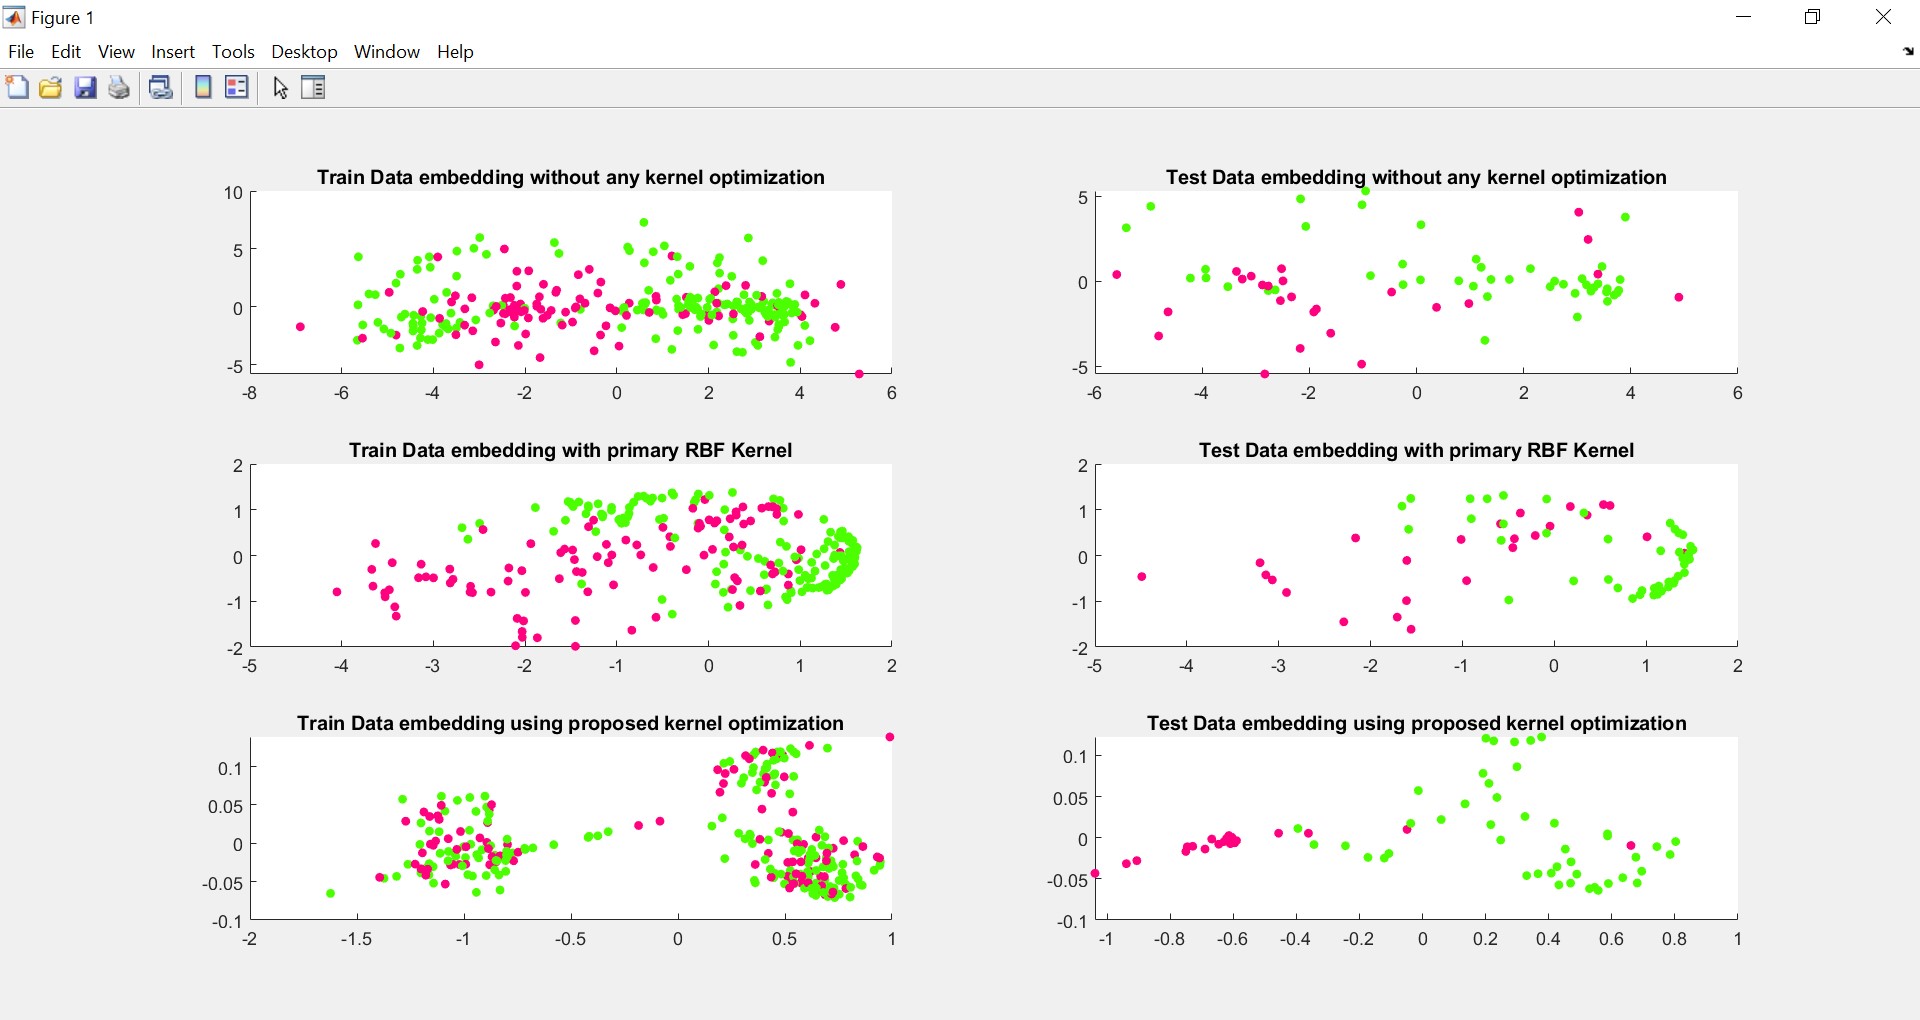 Figure 1
File Edit View Insert Tools Desktop Window Help
Train Data embedding without any kernel optimization
10
5
0
-5
-8 -6 -4 -2 0 2 4 6
Test Data embedding without any kernel optimization
5
0
-5
-6 -4 -2 0 2 4 6
Train Data embedding with primary RBF Kernel
2
1
0
-1
-2
-5 -4 -3 -2 -1 0 1 2
Test Data embedding with primary RBF Kernel
2
1
0
-1
-2
-5 -4 -3 -2 -1 0 1 2
Train Data embedding using proposed kernel optimization
0.1
0.05
0
-0.05
-0.1
-2 -1.5 -1 -0.5 0 0.5 1
Test Data embedding using proposed kernel optimization
0.1
0.05
0
-0.05
-0.1
-1 -0.8 -0.6 -0.4 -0.2 0 0.2 0.4 0.6 0.8 1